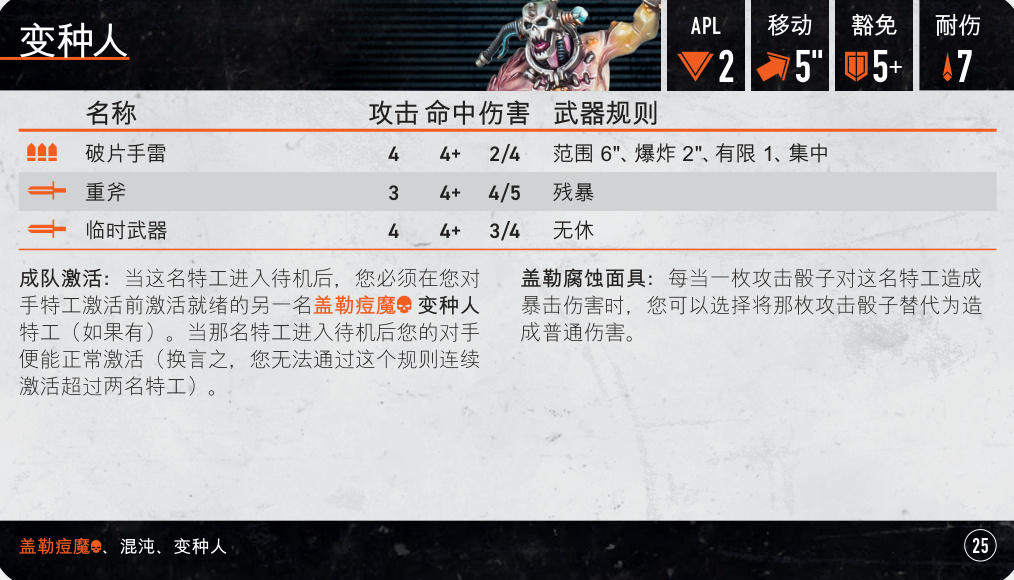 变种人
APL 移动 豁免 耐伤
2 5" 5+ 7
名称 攻击 命中 伤害 武器规则
破片手雷 4 4+ 2/4 范围 6"、爆炸 2"、有限 1、集中
重斧 3 4+ 4/5 残暴
临时武器 4 4+ 3/4 无休
成队激活：当这名特工进入待机后，您必须在您对
手特工激活前激活就绪的另一名盖勒痘魔 变种人
特工（如果有）。当那名特工进入待机后您的对手
便能正常激活（换言之，您无法通过这个规则连续
激活超过两名特工）。
盖勒腐蚀面具：每当一枚攻击骰子对这名特工造成
暴击伤害时，您可以选择将那枚攻击骰子替代为造
成普通伤害。
盖勒痘魔、混沌、变种人
25